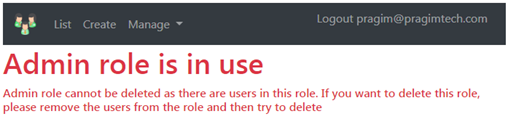 List Create Manage Logout pragim@pragimtech.com
Admin role is in use
Admin role cannot be deleted as there are users in this role. If you want to delete this role,
please remove the users from the role and then try to delete